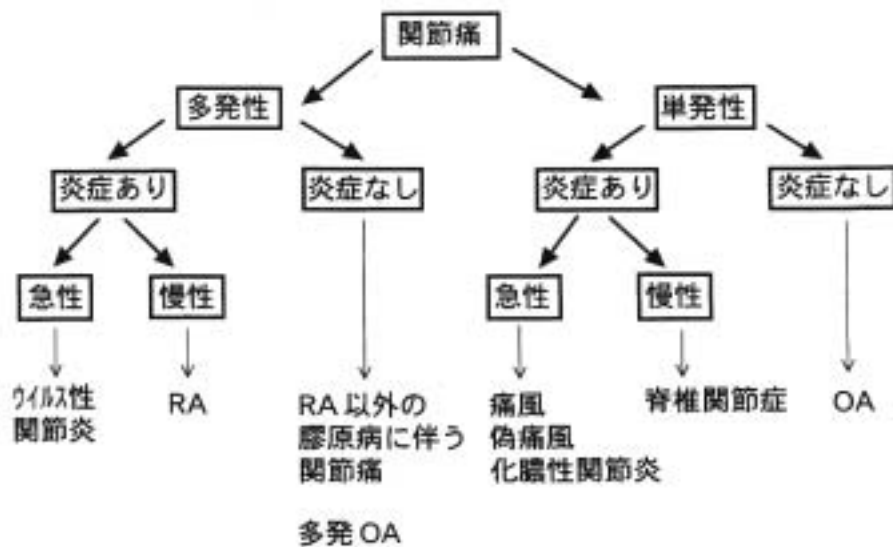 関節痛
多発性
単発性
炎症あり
炎症なし
炎症あり
炎症なし
急性
慢性
急性
慢性
ウイルス性
関節炎
RA
RA 以外の
膠原病に伴う
関節痛
多発 OA
痛風
偽痛風
化膿性関節炎
脊椎関節症
OA